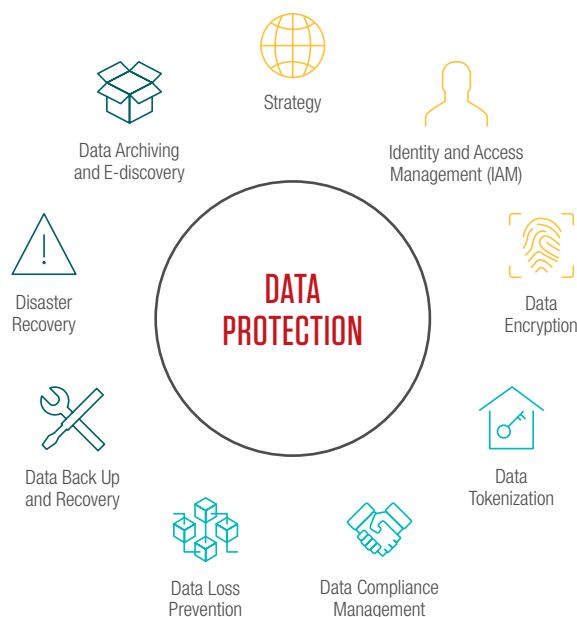 Strategy
Identity and Access
Management (IAM)
Data
Encryption
Data
Tokenization
Data Compliance
Management
Data Loss
Prevention
Data Back Up
and Recovery
Disaster
Recovery
Data Archiving
and E-discovery
DATA
PROTECTION